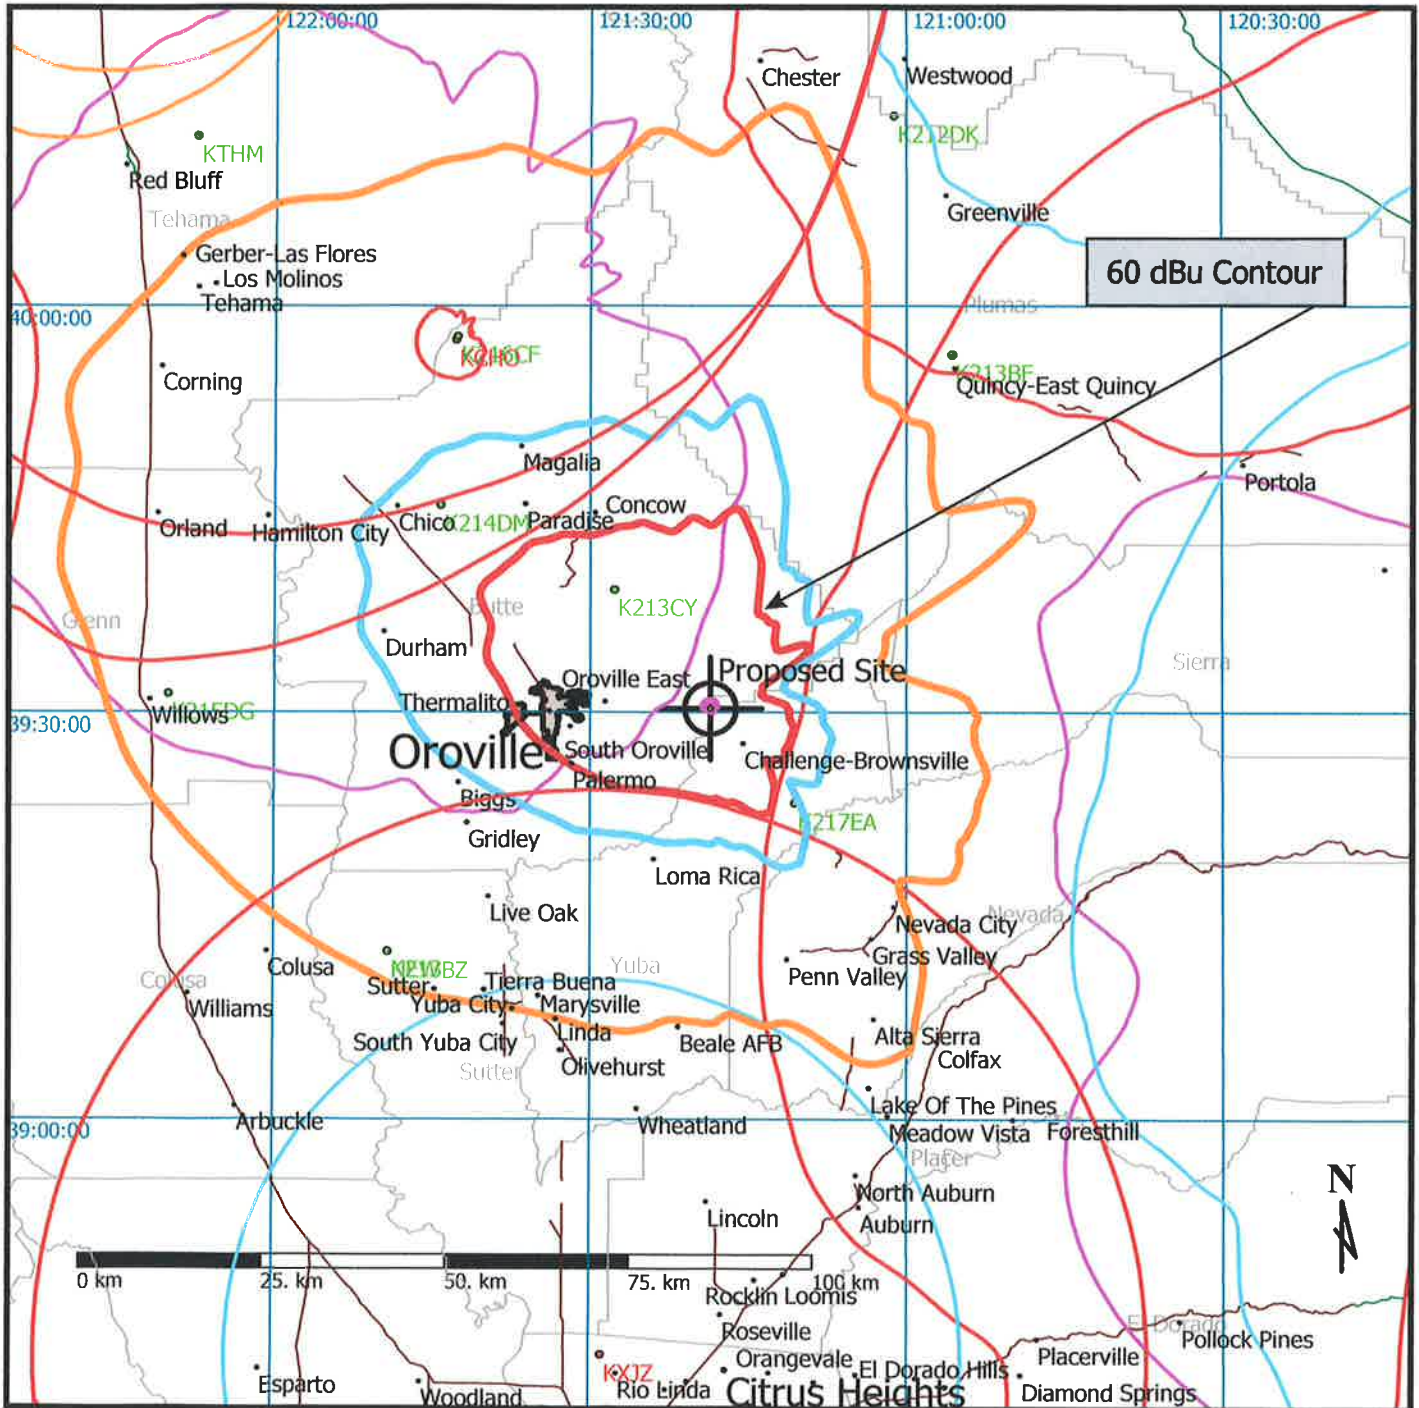 122:00:00
121:30:00
121:00:00
120:30:00
Chester
Westwood
KTHM
K212DK
Red Bluff
Tehama
Greenville
Gerber-Las Flores
Los Molinos
Tehama
60 dBu Contour
40:00:00
Plumas
KCHO
K213BF
Corning
Quincy-East Quincy
Magalia
Portola
Concow
Orland
Hamilton City
Chico
K214DM
Paradise
Butte
K213CY
Glenn
Durham
Sierra
Proposed Site
Oroville East
Thermalito
Willows
39:30:00
Oroville
South Oroville
Challenge-Brownsville
Palermo
Biggs
K217EA
Gridley
Loma Rica
Live Oak
Nevada
Nevada City
Grass Valley
Colusa
Yuba
Penn Valley
Colusa
Sutter
Tierra Buena
Williams
Yuba City
Marysville
Linda
South Yuba City
Beale AFB
Alta Sierra
Colfax
Olivehurst
Sutter
Lake Of The Pines
Arbuckle
Wheatland
39:00:00
Meadow Vista
Foresthill
Placer
N
North Auburn
Lincoln
Auburn
0 km
25. km
50. km
75. km
100 km
Rocklin
Loomis
Roseville
El Dorado
Pollock Pines
Orangevale
El Dorado Hills
Placerville
KXJZ
Esparto
Woodland
Rio Linda
Citrus Heights
Diamond Springs